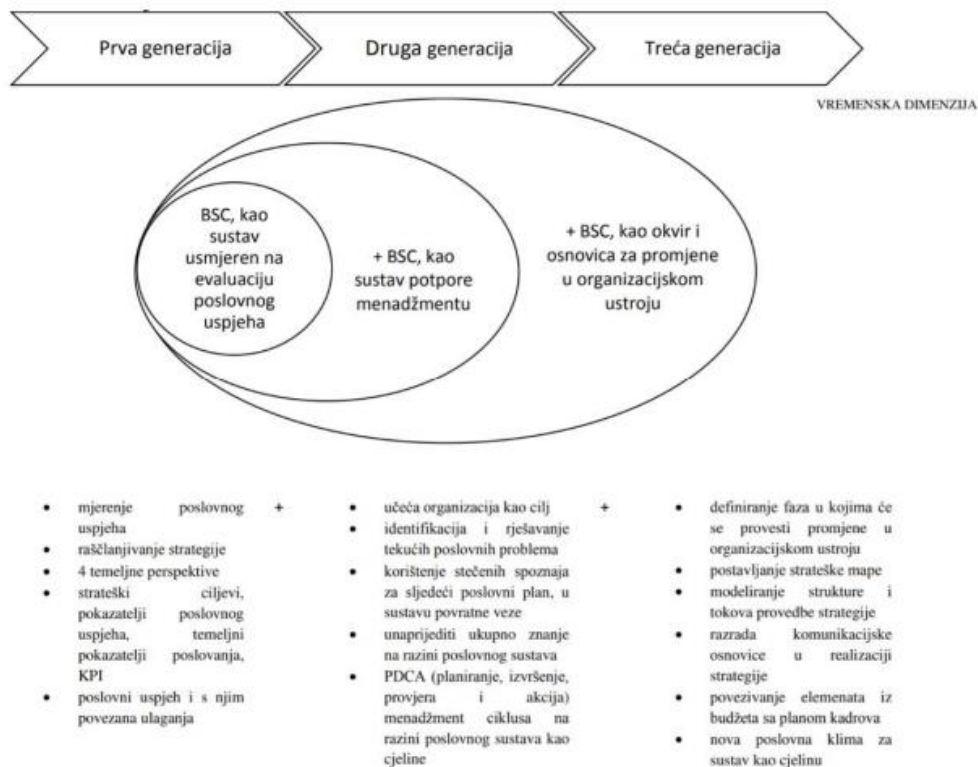 Prva generacija
Druga generacija
Treća generacija
VREMENSKA DIMENZIJA
BSC, kao
sustav
usmjeren na
evaluaciju
poslovnog
uspjeha
+ BSC, kao
sustav potpore
menadžmentu
+ BSC, kao okvir i
osnovica za promjene
u organizacijskom
ustroju
• mjerenje poslovnog
uspjeha
• raščlanjivanje strategije
• 4 temeljne perspektive
• strateški ciljevi,
pokazatelji poslovnog
uspjeha, temeljni
pokazatelji poslovanja,
KPI
• poslovni uspjeh i s njim
povezana ulaganja
+
• učeća organizacija kao cilj
• identifikacija i rješavanje
tekućih poslovnih problema
• korištenje stečenih spoznaja
za sljedeći poslovni plan, u
sustavu povratne veze
• unaprijediti ukupno znanje
na razini poslovnog sustava
• PDCA (planiranje, izvršenje,
provjera i akcija)
menadžment ciklusa na
razini poslovnog sustava kao
cjeline
+
• definiranje faza u kojima će
se provesti promjene u
organizacijskom ustroju
• postavljanje strateške mape
• modeliranje strukture i
tokova provedbe strategije
• razrada komunikacijske
osnovice u realizaciji
strategije
• povezivanje elemenata iz
budžeta sa planom kadrova
• nova poslovna klima za
sustav kao cjelinu